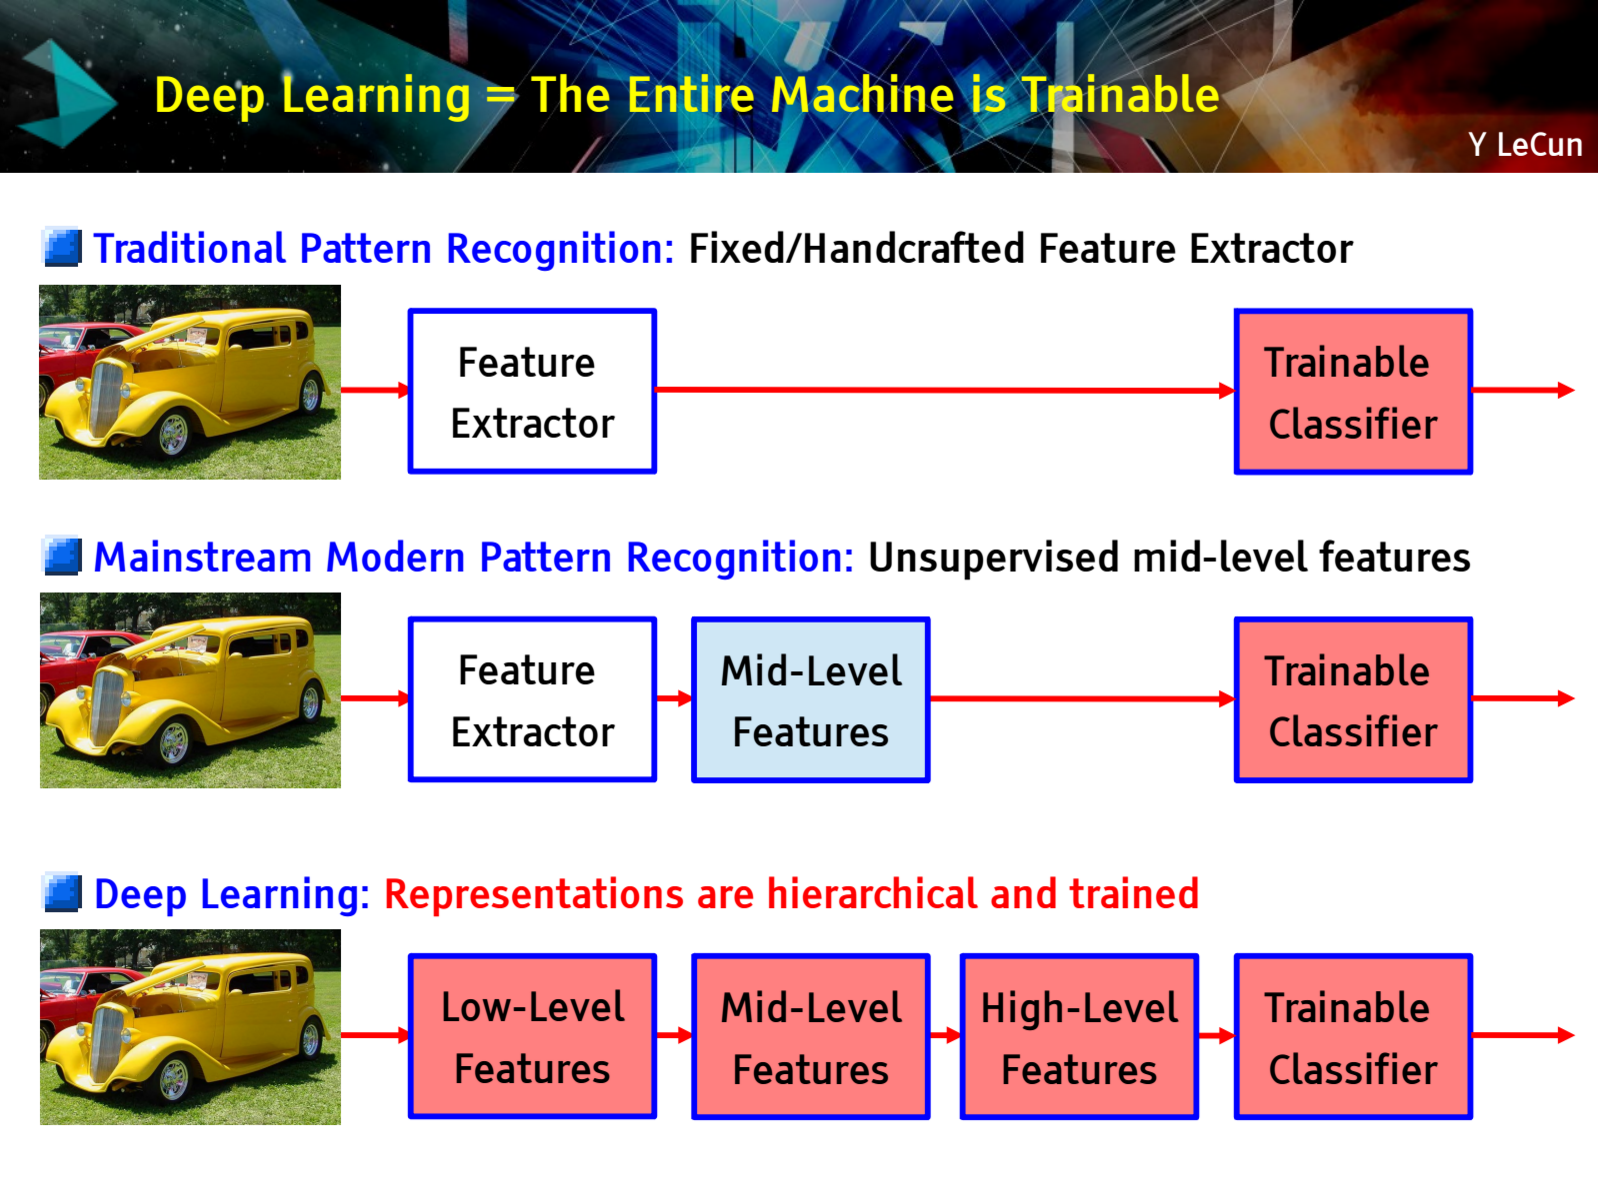 Deep Learning = The Entire Machine is Trainable
Y LeCun
Traditional Pattern Recognition: Fixed/Handcrafted Feature Extractor
Feature
Extractor
Trainable
Classifier
Mainstream Modern Pattern Recognition: Unsupervised mid-level features
Feature
Extractor
Mid-Level
Features
Trainable
Classifier
Deep Learning: Representations are hierarchical and trained
Low-Level
Features
Mid-Level
Features
High-Level
Features
Trainable
Classifier